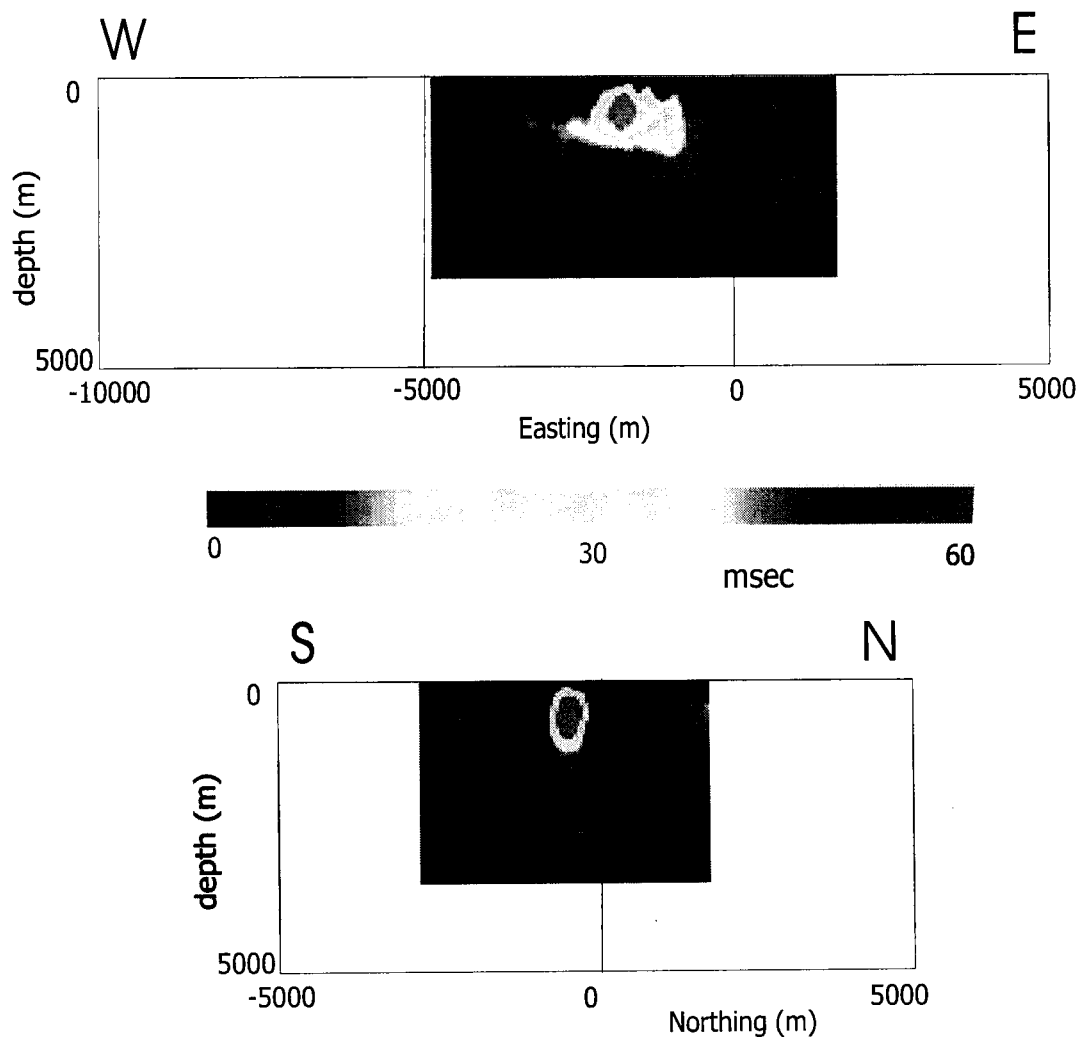 W E
0
depth (m)
5000
-10000 -5000 0 5000
Easting (m)
0 30 60
msec
S N
0
depth (m)
5000
-5000 0 5000
Northing (m)